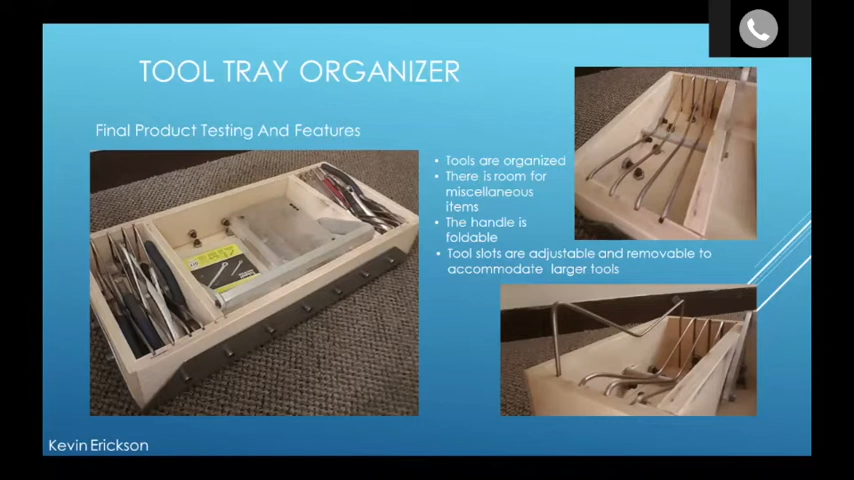 TOOL TRAY ORGANIZER
Final Product Testing And Features
• Tools are organized
• There is room for
miscellaneous
items
• The handle is
foldable
• Tool slots are adjustable and removable to
accommodate larger tools
Kevin Erickson